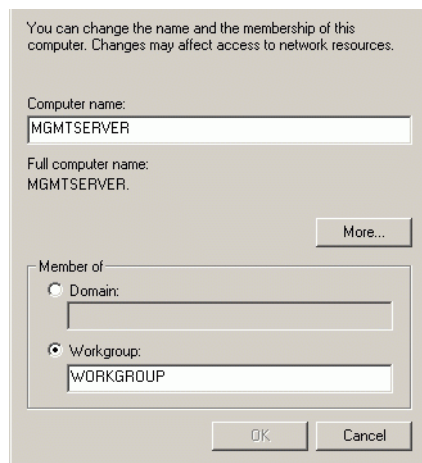 You can change the name and the membership of this
computer. Changes may affect access to network resources.
Computer name:
MGMTSERVER
Full computer name:
MGMTSERVER.
More...
Member of
Domain:
Workgroup:
WORKGROUP
OK
Cancel